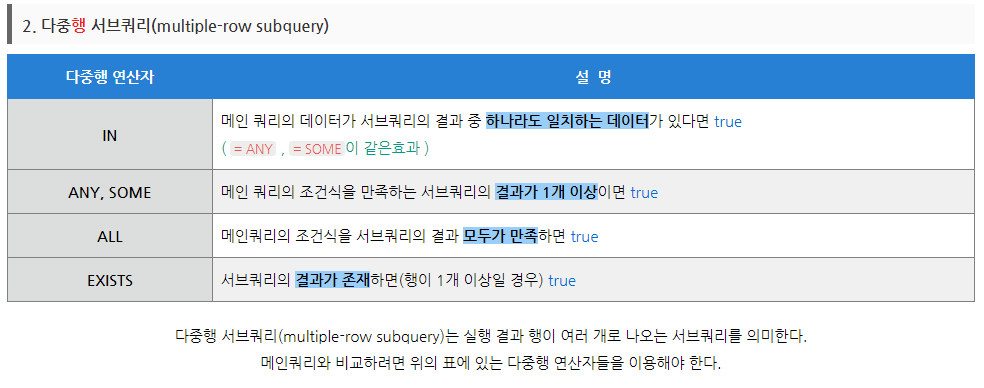 2. 다중행 서브쿼리(multiple-row subquery)
다중행 연산자
설 명
IN
메인 쿼리의 데이터가 서브쿼리의 결과 중 하나라도 일치하는 데이터가 있다면 true
( = ANY , = SOME이 같은효과 )
ANY, SOME
메인 쿼리의 조건식을 만족하는 서브쿼리의 결과가 1개 이상이면 true
ALL
메인쿼리의 조건식을 서브쿼리의 결과 모두가 만족하면 true
EXISTS
서브쿼리의 결과가 존재하면(행이 1개 이상일 경우) true
다중행 서브쿼리(multiple-row subquery)는 실행 결과 행이 여러 개로 나오는 서브쿼리를 의미한다.
메인쿼리와 비교하려면 위의 표에 있는 다중행 연산자들을 이용해야 한다.